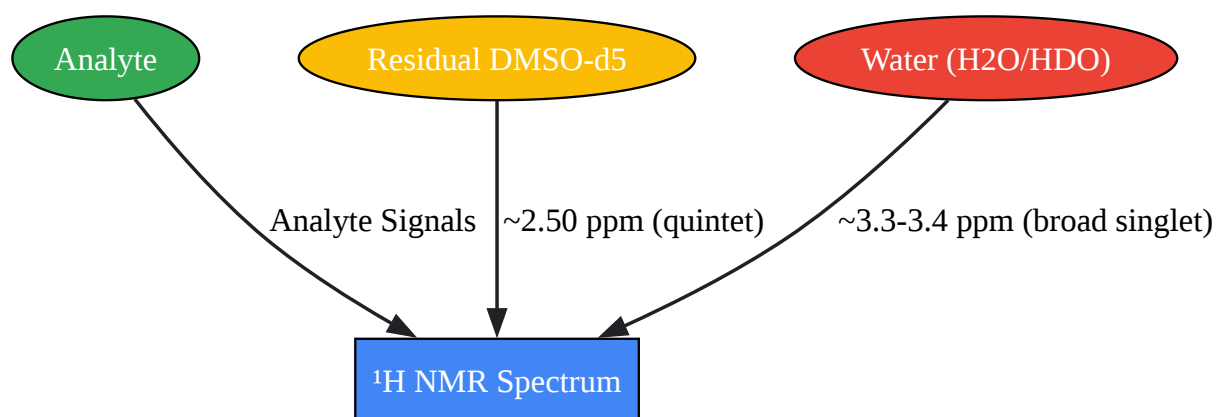 Analyte
Residual DMSO-d5
Water (H2O/HDO)
Analyte Signals
~2.50 ppm (quintet)
~3.3-3.4 ppm (broad singlet)
¹H NMR Spectrum